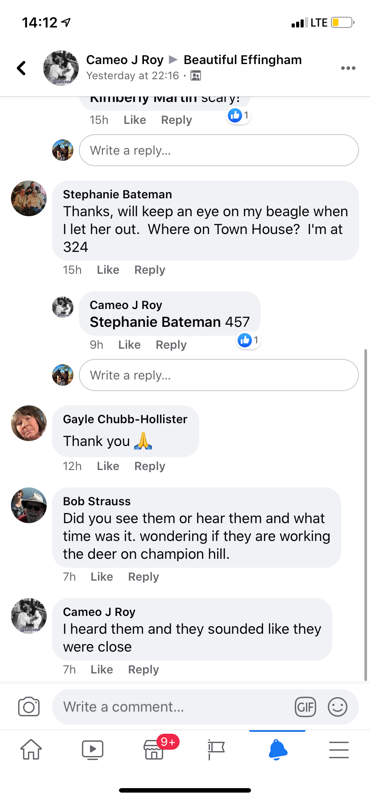 14:12
LTE
Cameo J Roy ▶ Beautiful Effingham
Yesterday at 22:16 ·
Kimberly Martin scary!
15h Like Reply 1
Write a reply...
Stephanie Bateman
Thanks, will keep an eye on my beagle when
I let her out.  Where on Town House?  I'm at
324
15h Like Reply
Cameo J Roy
Stephanie Bateman 457
9h Like Reply 1
Write a reply...
Gayle Chubb-Hollister
Thank you 🙏
12h Like Reply
Bob Strauss
Did you see them or hear them and what
time was it. wondering if they are working
the deer on champion hill.
7h Like Reply
Cameo J Roy
I heard them and they sounded like they
were close
7h Like Reply
Write a comment...
GIF
9+